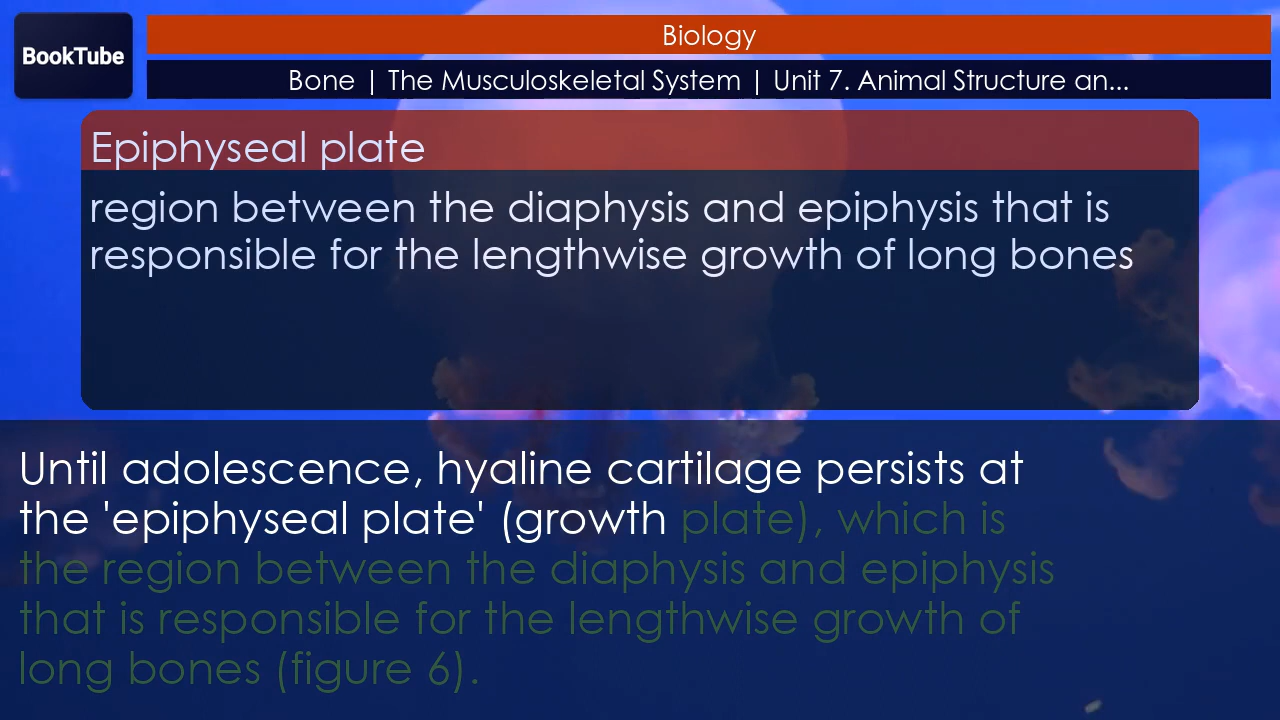 BookTube
Biology
Bone | The Musculoskeletal System | Unit 7. Animal Structure an...
Epiphyseal plate
region between the diaphysis and epiphysis that is
responsible for the lengthwise growth of long bones
Until adolescence, hyaline cartilage persists at
the 'epiphyseal plate' (growth plate), which is
the region between the diaphysis and epiphysis
that is responsible for the lengthwise growth of
long bones (figure 6).